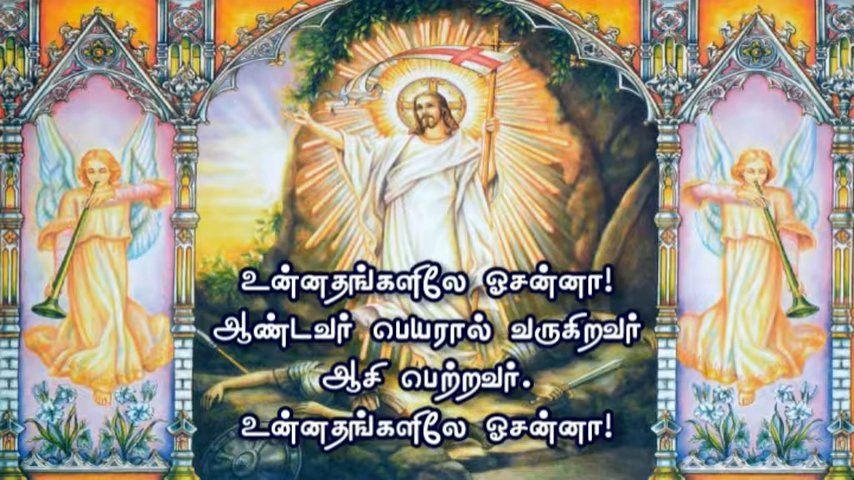 உன்னதங்களிலே ஓசன்னா!
ஆண்டவர் பெயரால் வருகிறவர்
ஆசி பெற்றவர்.
உன்னதங்களிலே ஓசன்னா!